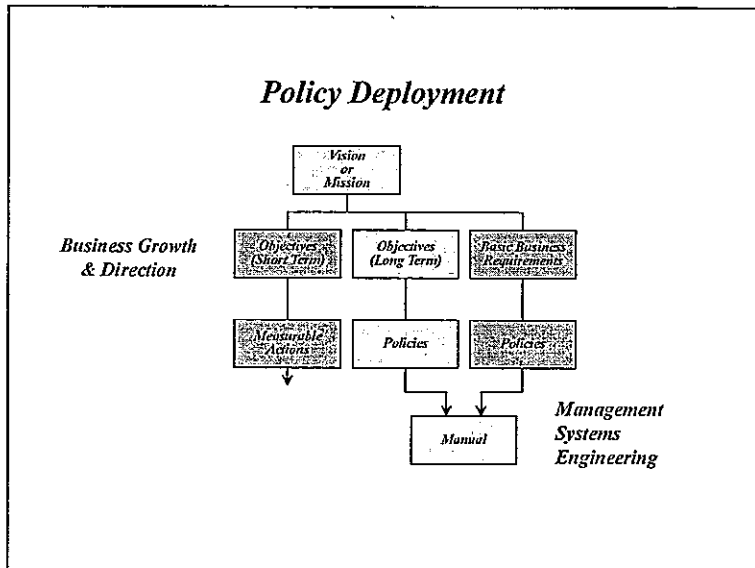 Policy Deployment
Vision
or
Mission
Business Growth
& Direction
Objectives
(Short Term)
Objectives
(Long Term)
Basic Business
Requirements
Measurable
Actions
Policies
Policies
Manual
Management
Systems
Engineering